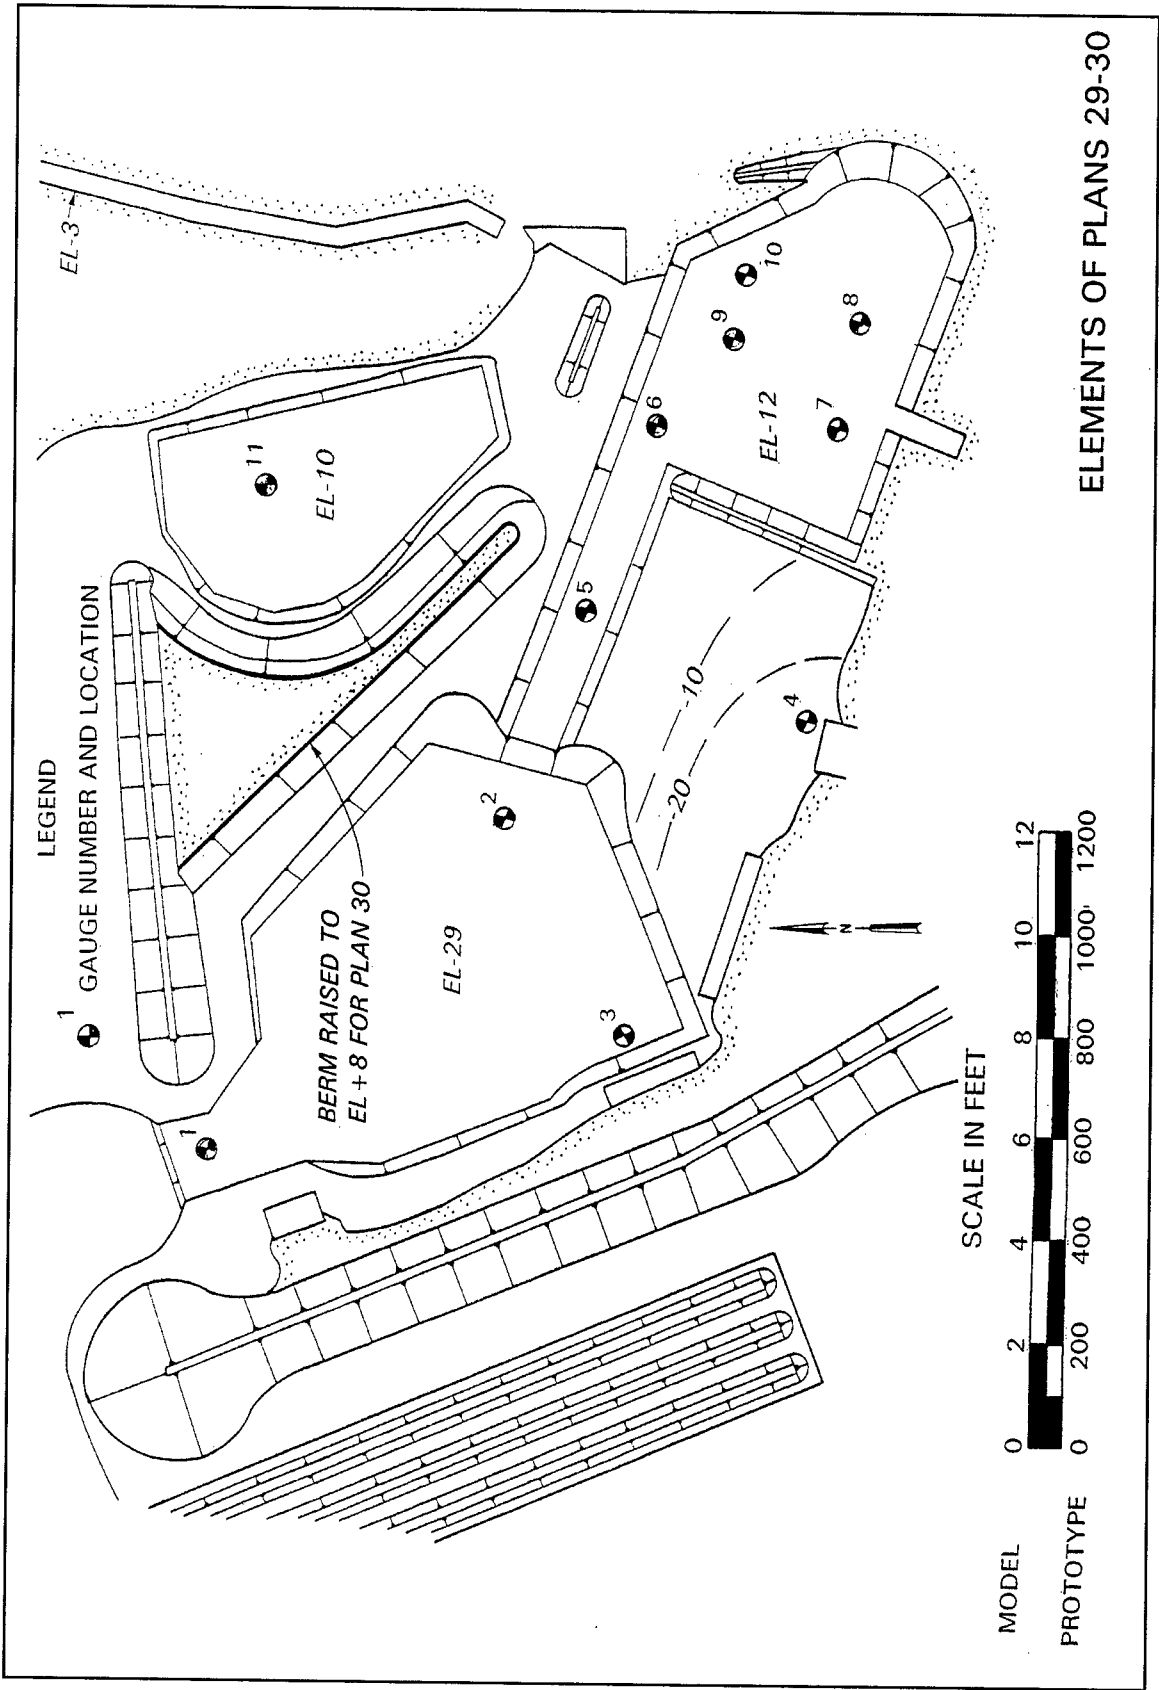 LEGEND
1 GAUGE NUMBER AND LOCATION
EL-3
11
EL-10
BERM RAISED TO
EL+8 FOR PLAN 30
1
2
EL-29
3
5
6
9
10
EL-12
7
8
-10
-20
4
N
SCALE IN FEET
MODEL 0 2 4 6 8 10 12
PROTOTYPE 0 200 400 600 800 1000 1200
ELEMENTS OF PLANS 29-30